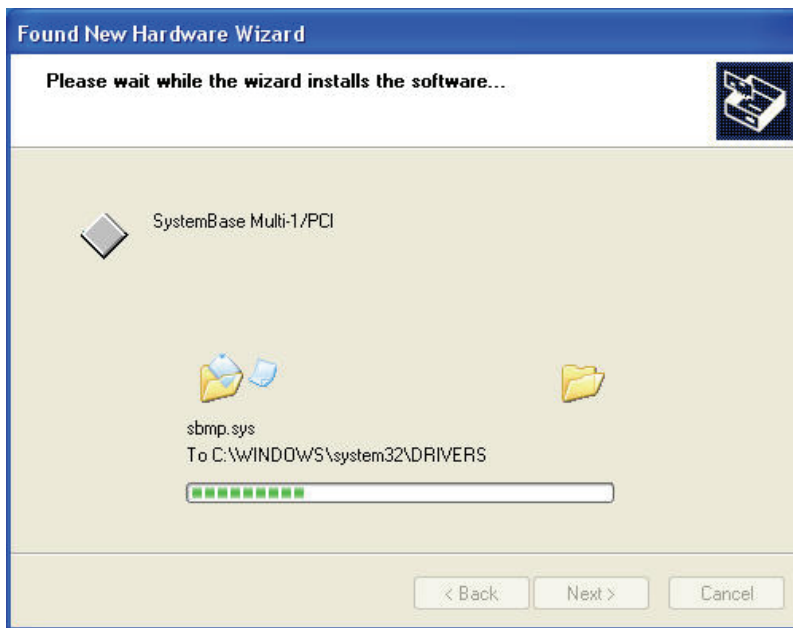 Found New Hardware Wizard
Please wait while the wizard installs the software...
SystemBase Multi-1/PCI
sbmp.sys
To C:\WINDOWS\system32\DRIVERS
< Back Next > Cancel